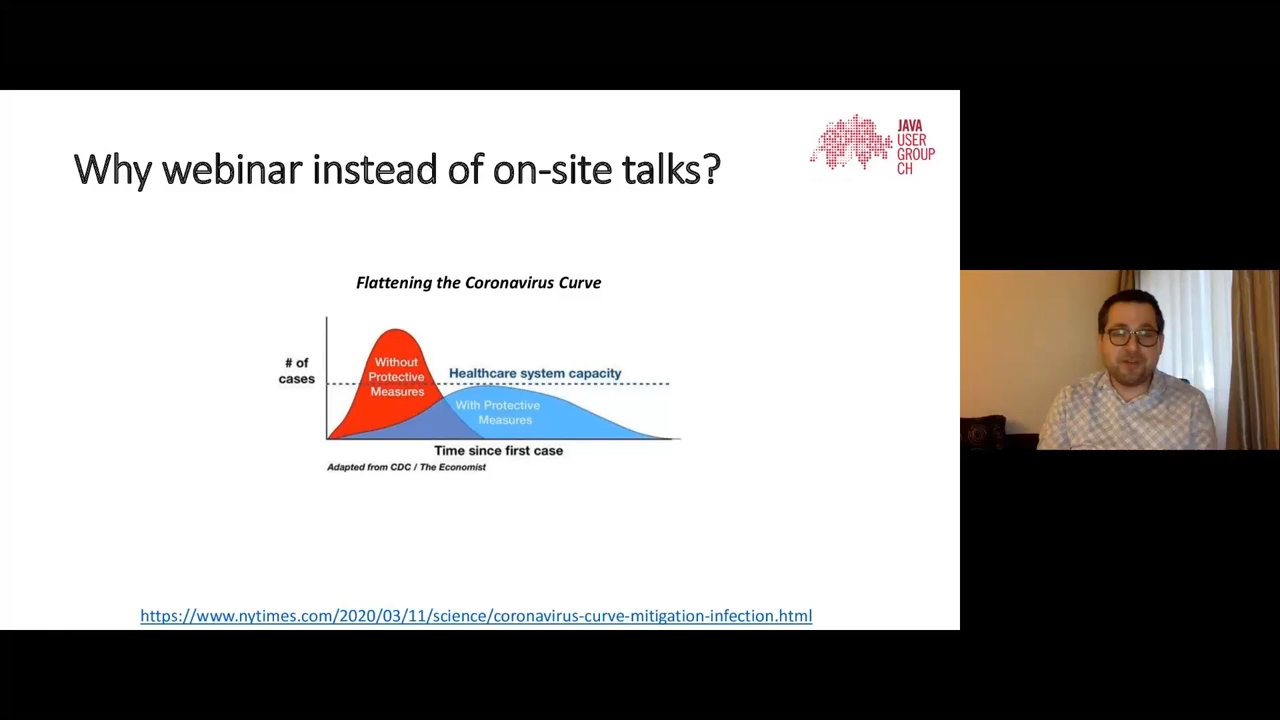 Why webinar instead of on-site talks?
JAVA
USER
GROUP
CH
Flattening the Coronavirus Curve
# of
cases
Without
Protective
Measures
Healthcare system capacity
With Protective
Measures
Time since first case
Adapted from CDC / The Economist
https://www.nytimes.com/2020/03/11/science/coronavirus-curve-mitigation-infection.html